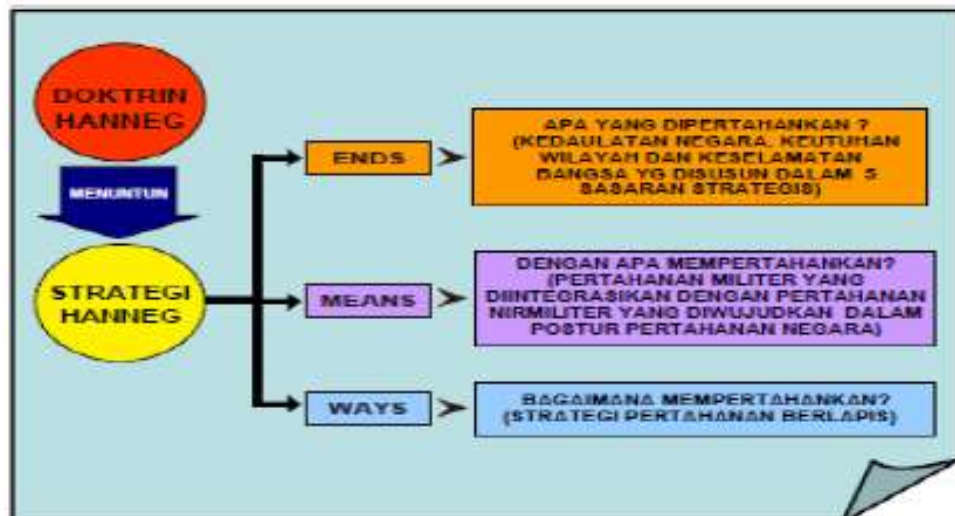 DOKTRIN
HANNEG
MENUNTUN
STRATEGI
HANNEG
ENDS
APA YANG DIPERTAHANKAN ?
(KEDAULATAN NEGARA, KEUTUHAN
WILAYAH DAN KESELAMATAN
BANGSA YG DISUSUN DALAM 5
SASARAN STRATEGIS)
MEANS
DENGAN APA MEMPERTAHANKAN?
(PERTAHANAN MILITER YANG
DIINTEGRASIKAN DENGAN PERTAHANAN
NIRMILITER YANG DIWUJUDKAN DALAM
POSTUR PERTAHANAN NEGARA)
WAYS
BAGAIMANA MEMPERTAHANKAN?
(STRATEGI PERTAHANAN BERLAPIS)